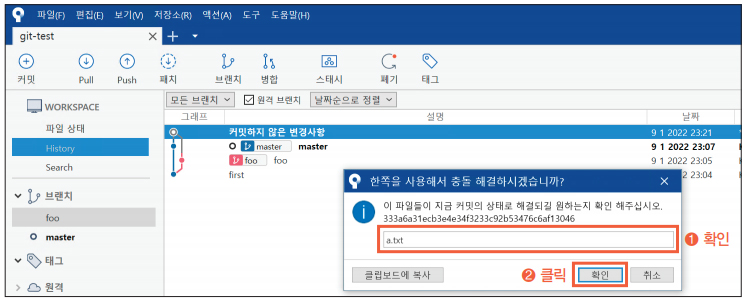 파일(F) 편집(E) 보기(V) 저장소(R) 액션(A) 도구 도움말(H)
git-test
커밋 Pull Push 패치 브랜치 병합 스태시 폐기 태그
WORKSPACE
파일 상태
History
Search
브랜치
foo
master
태그
원격
모든 브랜치 원격 브랜치 날짜순으로 정렬
그래프 설명 날짜
커밋하지 않은 변경사항 9 1 2022 23:21
master master 9 1 2022 23:07
foo foo 9 1 2022 23:05
first 2 23:04
한쪽을 사용해서 충돌 해결하시겠습니까?
이 파일들이 지금 커밋의 상태로 해결되길 원하는지 확인 해주십시오.
333a6a31ecb3e4e34f3233c92b53476c6af13046
a.txt
❶ 확인
클립보드에 복사 ❷ 클릭 확인 취소